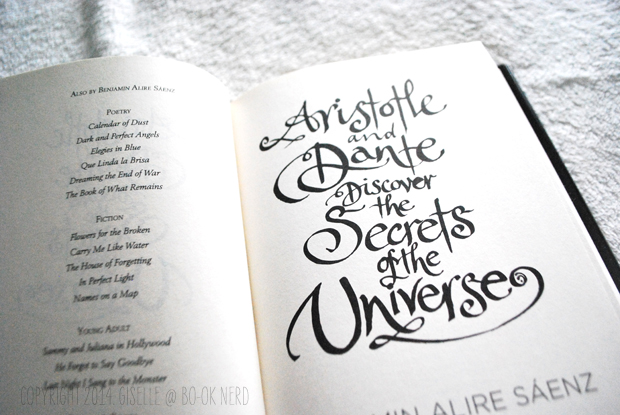 ALSO BY BENJAMIN ALIRE SÁENZ
POETRY
Calendar of Dust
Dark and Perfect Angels
Elegies in Blue
Que Linda la Brisa
Dreaming the End of War
The Book of What Remains
FICTION
Flowers for the Broken
Carry Me Like Water
The House of Forgetting
In Perfect Light
Names on a Map
YOUNG ADULT
Sammy and Juliana in Hollywood
He Forgot to Say Goodbye
Last Night I Sang to the Monster
Aristotle
and
Dante
Discover
the
Secrets
of the
Universe
ALIRE SÁENZ
COPYRIGHT 2014. GISELLE @ BO-OK NERD